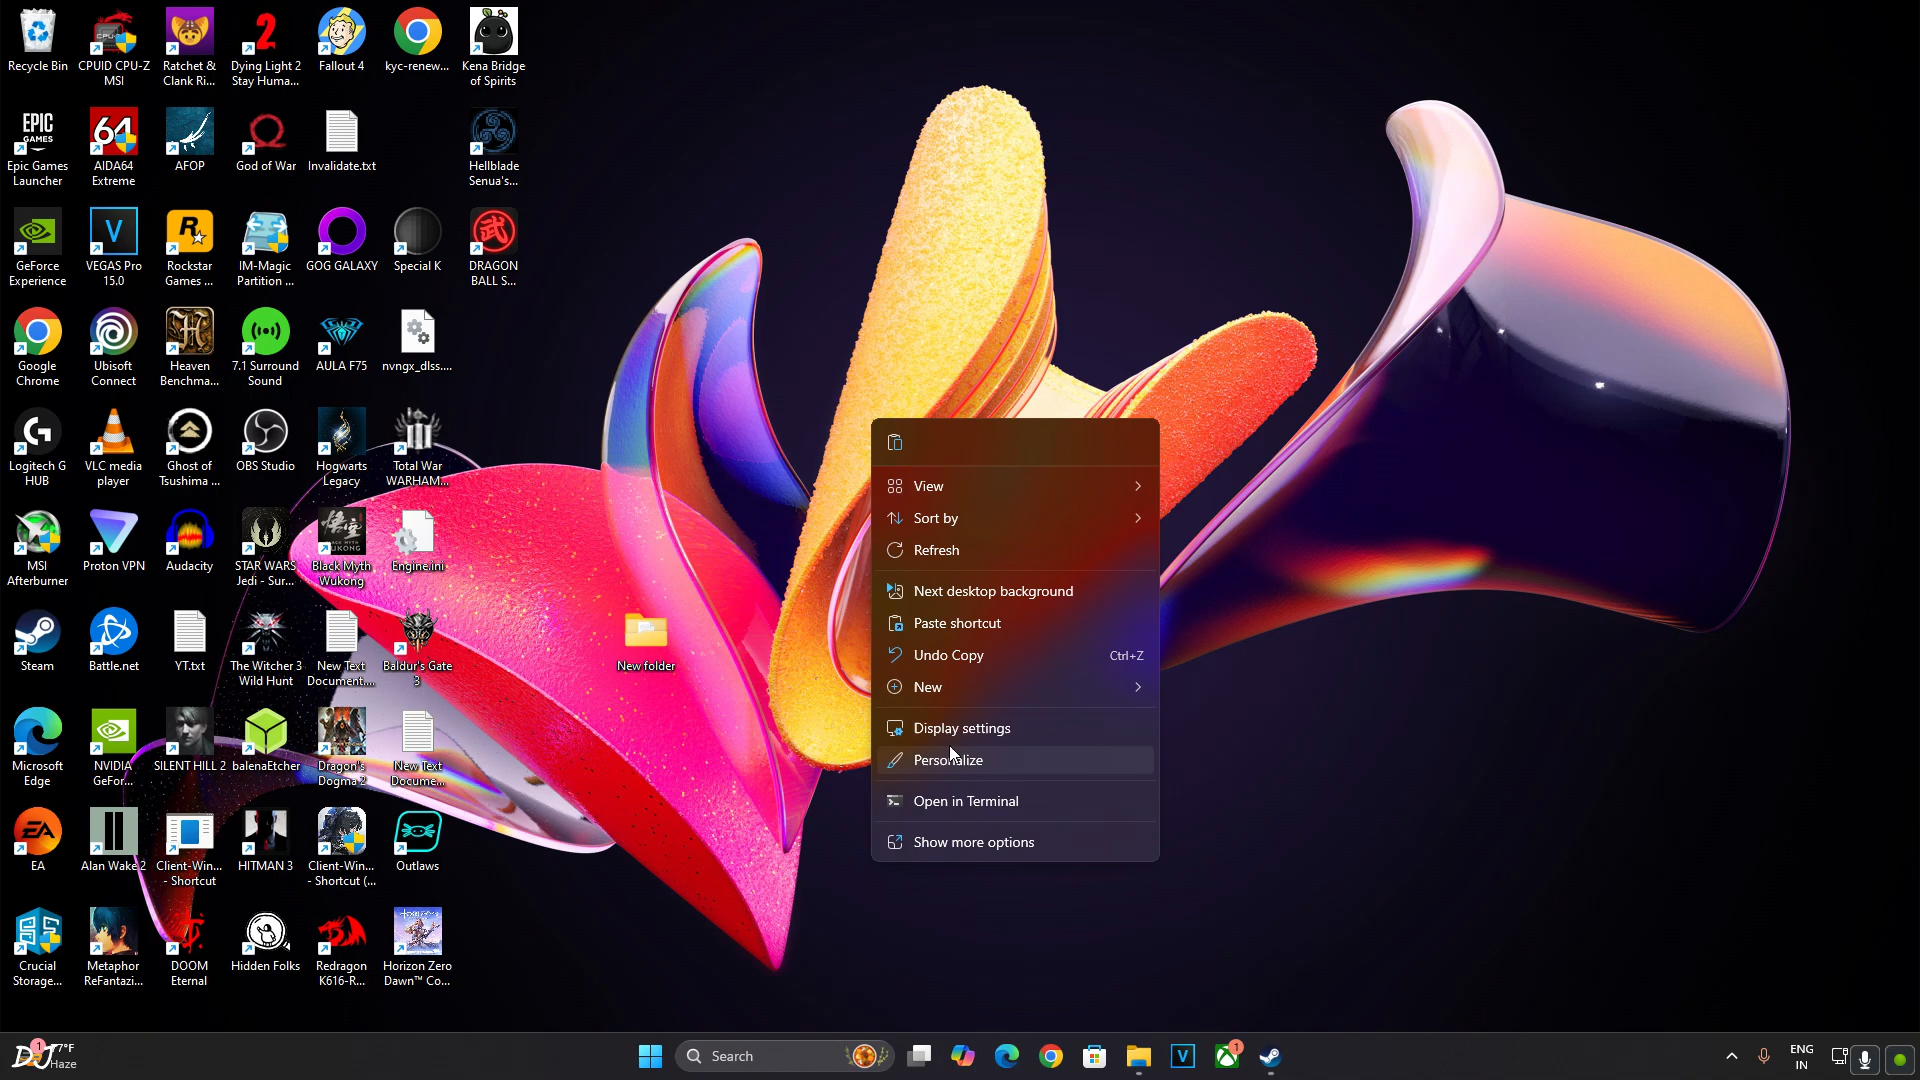 Recycle Bin
CPUID CPU-Z
MSI
Ratchet &
Clank Ri...
Dying Light 2
Stay Huma...
Fallout 4
kyc-renew...
Kena Bridge
of Spirits
EPIC
GAMES
Epic Games
Launcher
64
AIDA64
Extreme
AFOP
God of War
Invalidate.txt
Hellblade
Senua's...
GeForce
Experience
V
VEGAS Pro
15.0
R
Rockstar
Games ...
IM-Magic
Partition ...
GOG GALAXY
Special K
武
DRAGON
BALL S...
Google
Chrome
Ubisoft
Connect
Heaven
Benchma...
7.1 Surround
Sound
AULA F75
nvngx_dlss....
Logitech G
HUB
VLC media
player
Ghost of
Tsushima ...
OBS Studio
Hogwarts
Legacy
Total War
WARHAM...
MSI
Afterburner
Proton VPN
Audacity
STAR WARS
Jedi - Sur...
Black Myth
Wukong
Engine.ini
Steam
Battle.net
YT.txt
The Witcher 3
Wild Hunt
New Text
Document....
Baldur's Gate
3
New folder
Microsoft
Edge
NVIDIA
GeFor...
SILENT HILL 2
balenaEtcher
Dragon's
Dogma 2
New Text
Docume...
EA
EA
Alan Wake 2
Client-Win...
- Shortcut
HITMAN 3
Client-Win...
- Shortcut (...
Outlaws
Crucial
Storage...
Metaphor
ReFantazi...
DOOM
Eternal
Hidden Folks
Redragon
K616-R...
Horizon Zero
Dawn™ Co...
View
Sort by
Refresh
Next desktop background
Paste shortcut
Undo Copy Ctrl+Z
New
Display settings
Personalize
Open in Terminal
Show more options
DJ
1
7°F
Haze
Search
V
1
ENG
IN